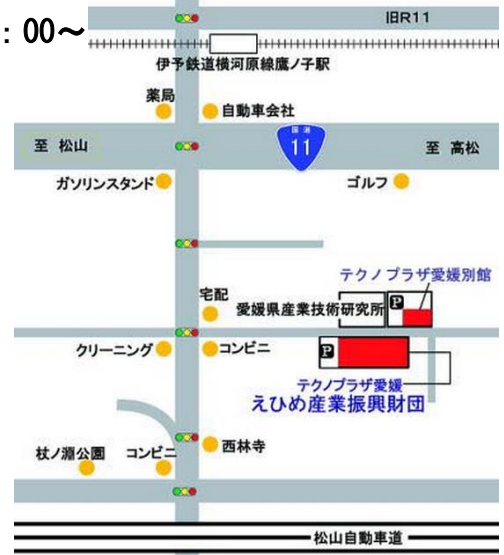 旧R11
: 00～
伊予鉄道横河原線鷹ノ子駅
薬局
自動車会社
至 松山
国道
11
至 高松
ガソリンスタンド
ゴルフ
テクノプラザ愛媛別館
宅配
愛媛県産業技術研究所
P
クリーニング
コンビニ
P
テクノプラザ愛媛
えひめ産業振興財団
杖ノ淵公園
コンビニ
西林寺
松山自動車道